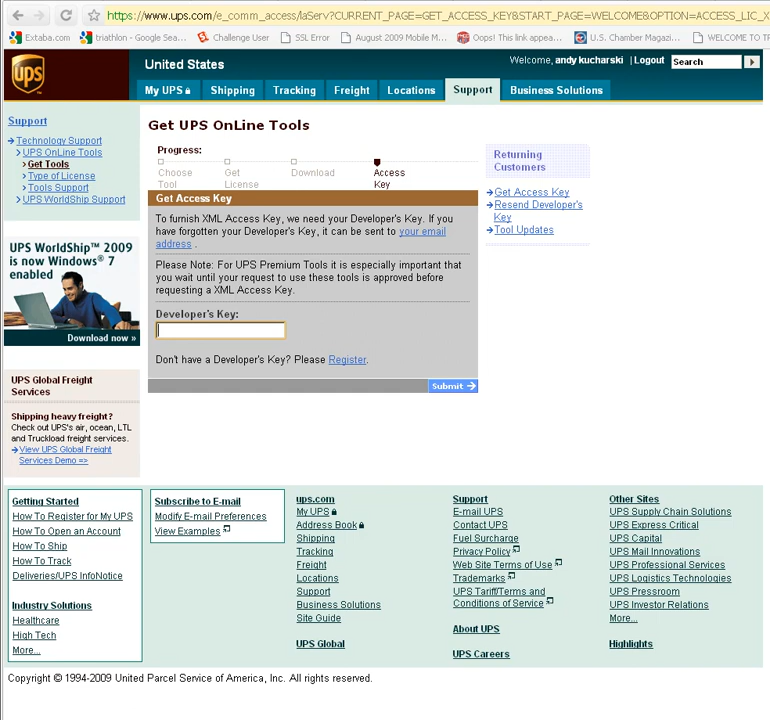 https://www.ups.com/e_comm_access/laServ?CURRENT_PAGE=GET_ACCESS_KEY&START_PAGE=WELCOME&OPTION=ACCESS_LIC_X
Extaba.com
triathlon - Google Sea...
Challenge User
SSL Error
August 2009 Mobile M...
Oops! This link appea...
U.S. Chamber Magazi...
WELCOME TO TR
ups
United States
Welcome, andy kucharski | Logout
Search
My UPS
Shipping
Tracking
Freight
Locations
Support
Business Solutions
Support
Technology Support
UPS OnLine Tools
Get Tools
Type of License
Tools Support
UPS WorldShip Support
UPS WorldShip™ 2009
is now Windows® 7
enabled
Download now »
UPS Global Freight
Services
Shipping heavy freight?
Check out UPS's air, ocean, LTL
and Truckload freight services.
View UPS Global Freight
Services Demo =>
Get UPS OnLine Tools
Progress:
Choose
Tool
Get
License
Download
Access
Key
Get Access Key
To furnish XML Access Key, we need your Developer's Key. If you
have forgotten your Developer's Key, it can be sent to your email
address .
Please Note: For UPS Premium Tools it is especially important that
you wait until your request to use these tools is approved before
requesting a XML Access Key.
Developer's Key:
Don't have a Developer's Key? Please Register.
Submit
Returning
Customers
Get Access Key
Resend Developer's
Key
Tool Updates
Getting Started
How To Register for My UPS
How To Open an Account
How To Ship
How To Track
Deliveries/UPS InfoNotice
Industry Solutions
Healthcare
High Tech
More...
Subscribe to E-mail
Modify E-mail Preferences
View Examples
ups.com
My UPS
Address Book
Shipping
Tracking
Freight
Locations
Support
Business Solutions
Site Guide
UPS Global
Support
E-mail UPS
Contact UPS
Fuel Surcharge
Privacy Policy
Web Site Terms of Use
Trademarks
UPS Tariff/Terms and
Conditions of Service
About UPS
UPS Careers
Other Sites
UPS Supply Chain Solutions
UPS Express Critical
UPS Capital
UPS Mail Innovations
UPS Professional Services
UPS Logistics Technologies
UPS Pressroom
UPS Investor Relations
More...
Highlights
Copyright © 1994-2009 United Parcel Service of America, Inc. All rights reserved.